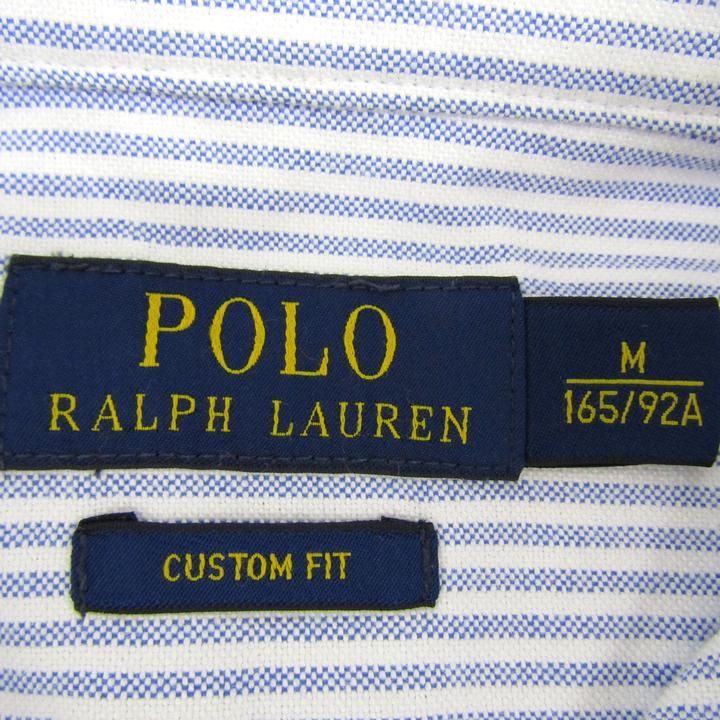 POLO
RALPH LAUREN
M
165/92A
CUSTOM FIT